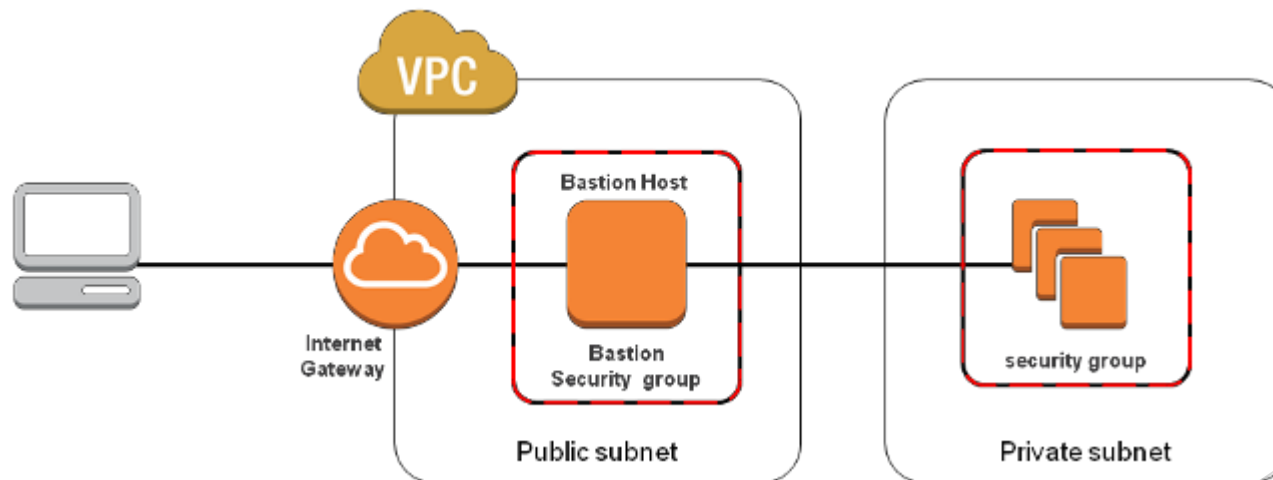 VPC
Bastion Host
Internet
Gateway
Bastion
Security group
security group
Public subnet
Private subnet